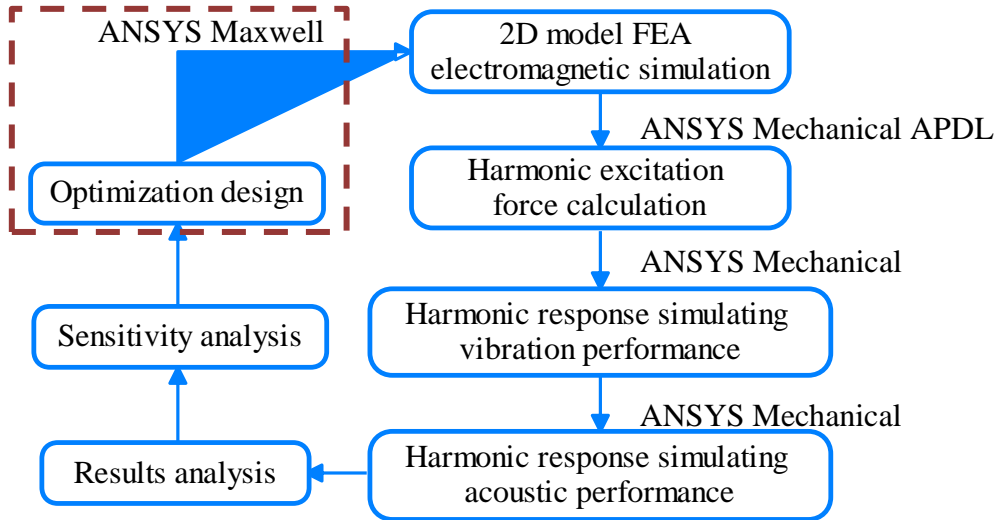 ANSYS Maxwell
2D model FEA
electromagnetic simulation
ANSYS Mechanical APDL
Optimization design
Harmonic excitation
force calculation
ANSYS Mechanical
Sensitivity analysis
Harmonic response simulating
vibration performance
ANSYS Mechanical
Results analysis
Harmonic response simulating
acoustic performance